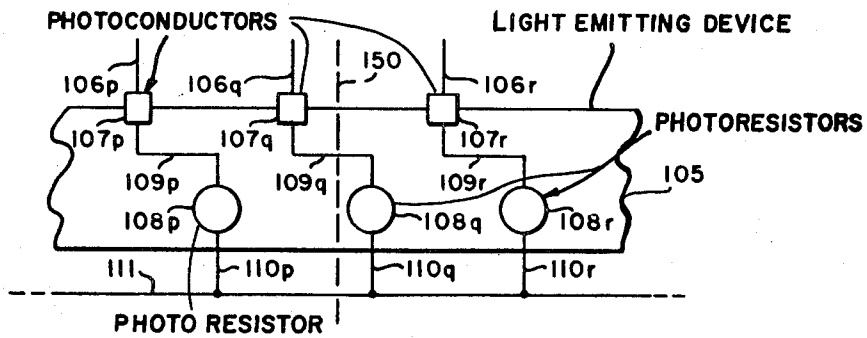 PHOTOCONDUCTORS
LIGHT EMITTING DEVICE
106p
106q
150
106r
107p
107q
107r
PHOTORESISTORS
109p
109q
109r
105
108p
108q
108r
111
110p
110q
110r
PHOTO RESISTOR